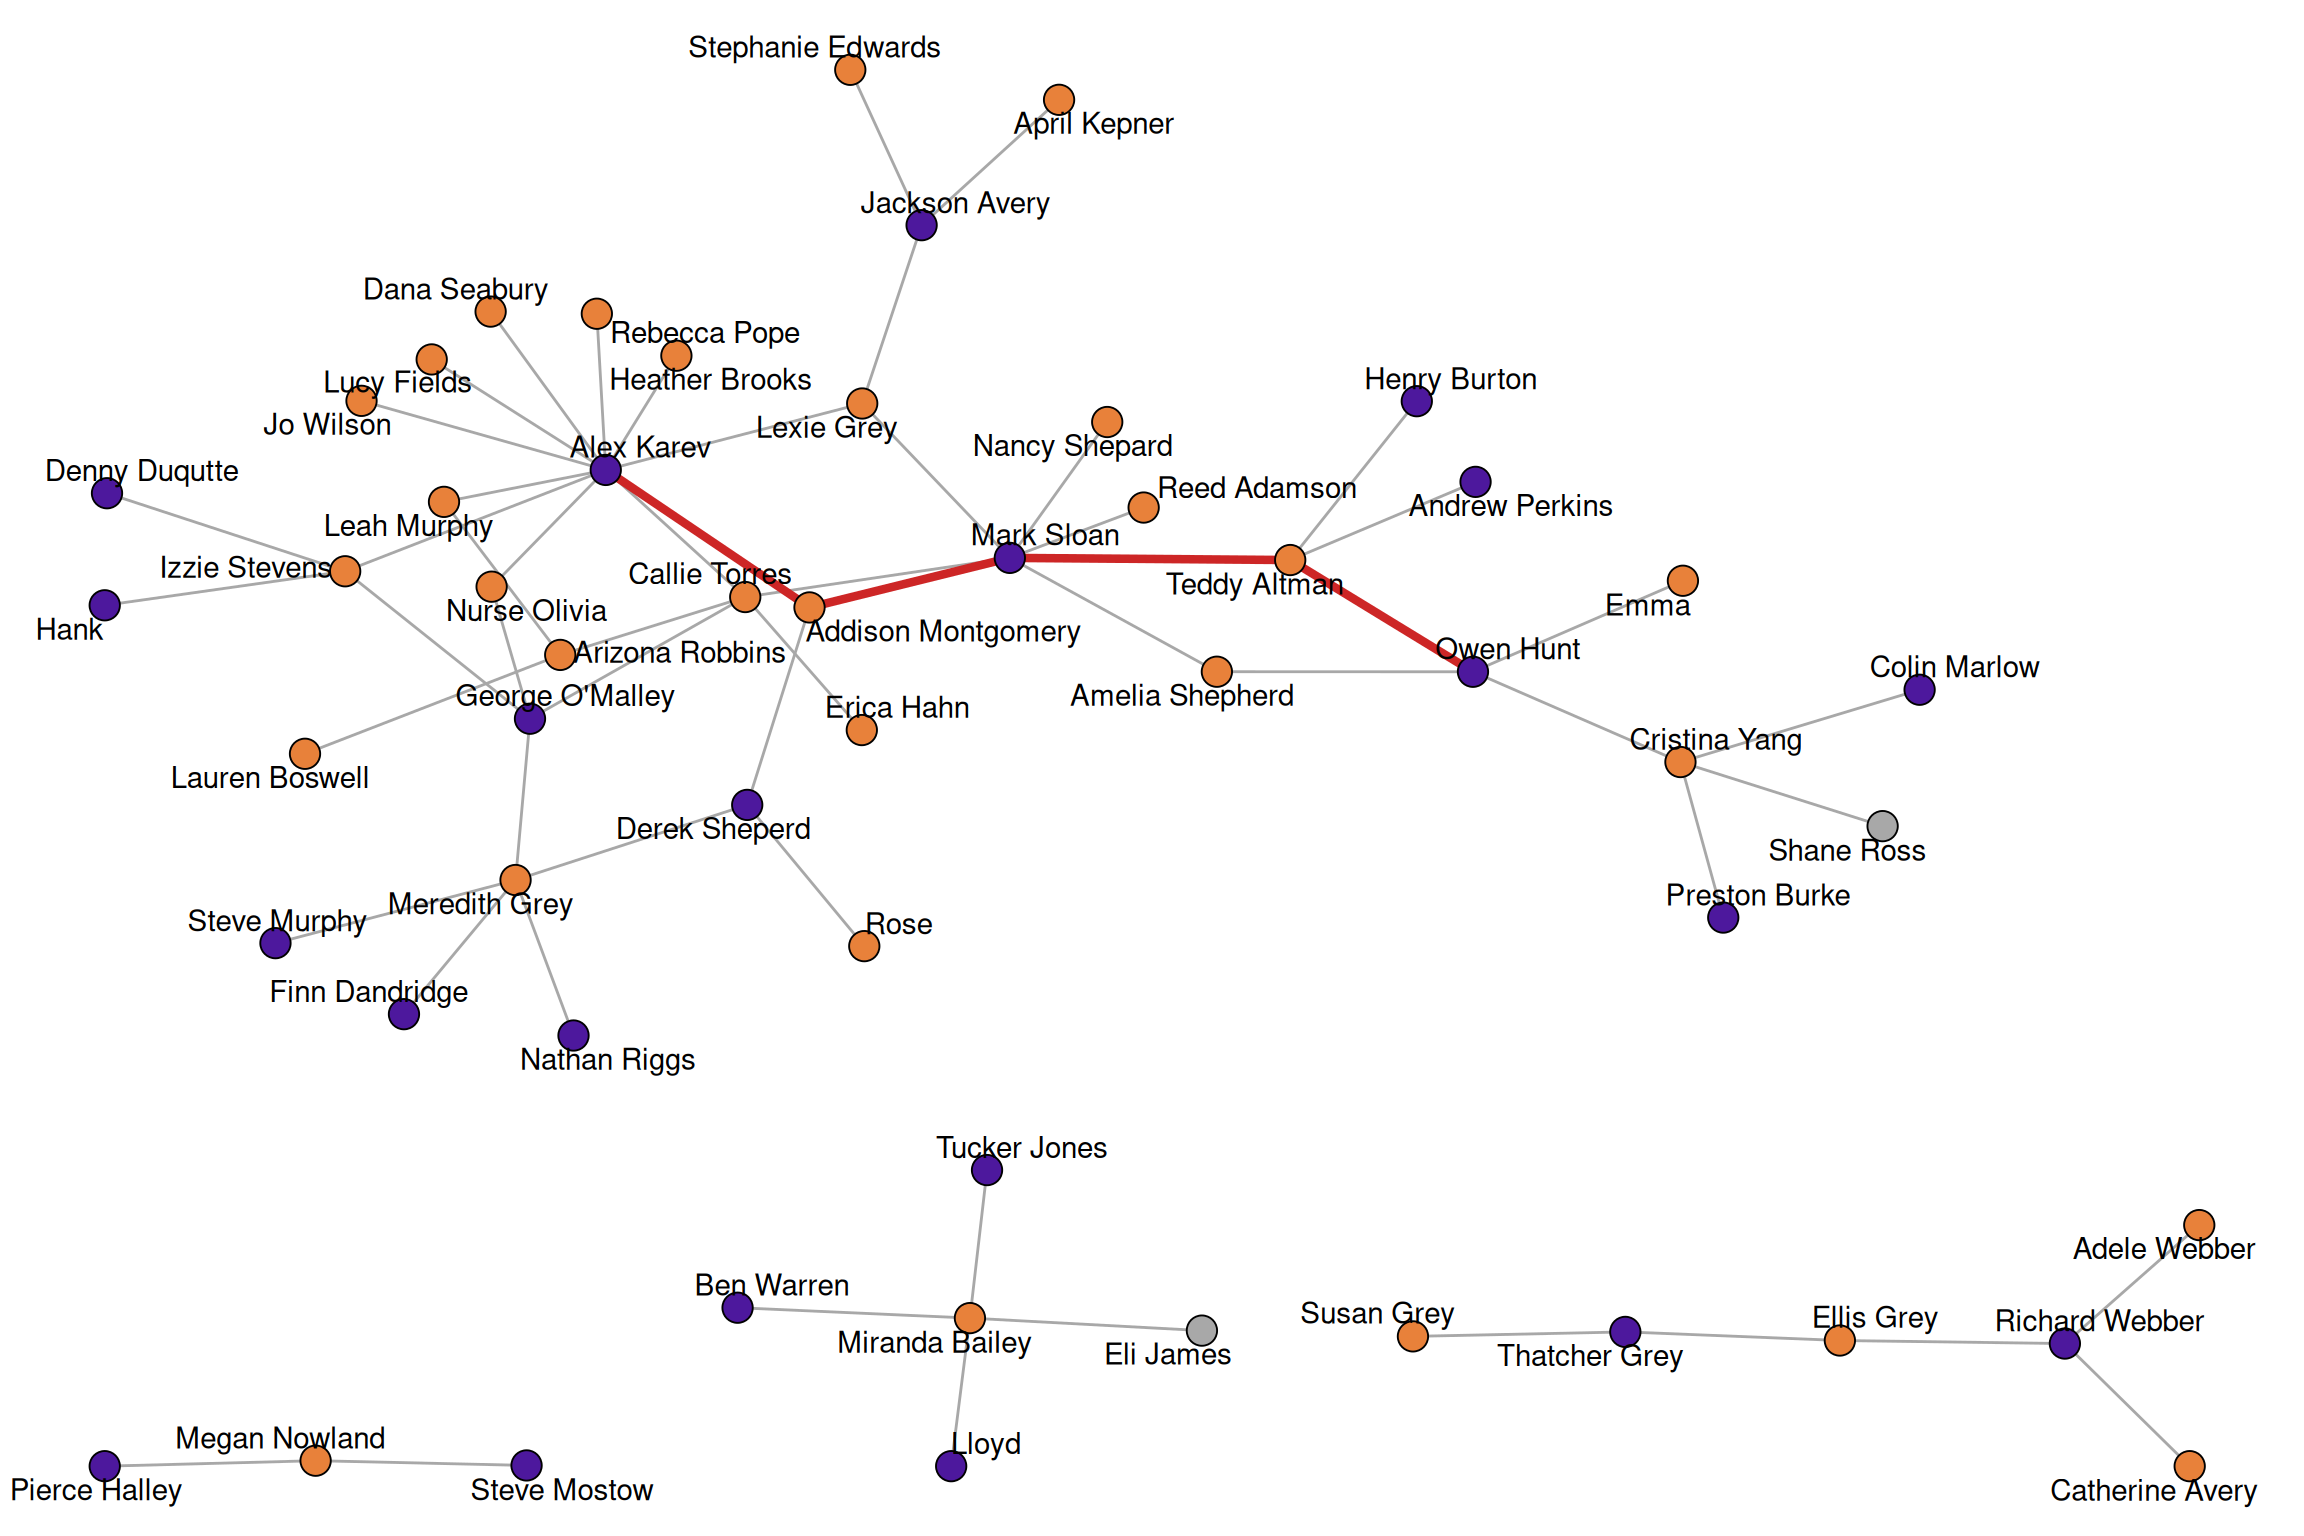 Stephanie Edwards
April Kepner
Jackson Avery
Dana Seabury
Rebecca Pope
Lucy Fields
Heather Brooks
Henry Burton
Jo Wilson
Lexie Grey
Alex Karev
Nancy Shepard
Denny Duqutte
Reed Adamson
Andrew Perkins
Leah Murphy
Mark Sloan
Izzie Stevens
Callie Torres
Teddy Altman
Emma
Nurse Olivia
Hank
Addison Montgomery
Owen Hunt
Arizona Robbins
Colin Marlow
George O'Malley
Amelia Shepherd
Erica Hahn
Cristina Yang
Lauren Boswell
Derek Sheperd
Shane Ross
Preston Burke
Meredith Grey
Steve Murphy
Rose
Finn Dandridge
Nathan Riggs
Tucker Jones
Adele Webber
Ben Warren
Susan Grey
Ellis Grey
Richard Webber
Miranda Bailey
Eli James
Thatcher Grey
Megan Nowland
Lloyd
Pierce Halley
Steve Mostow
Catherine Avery